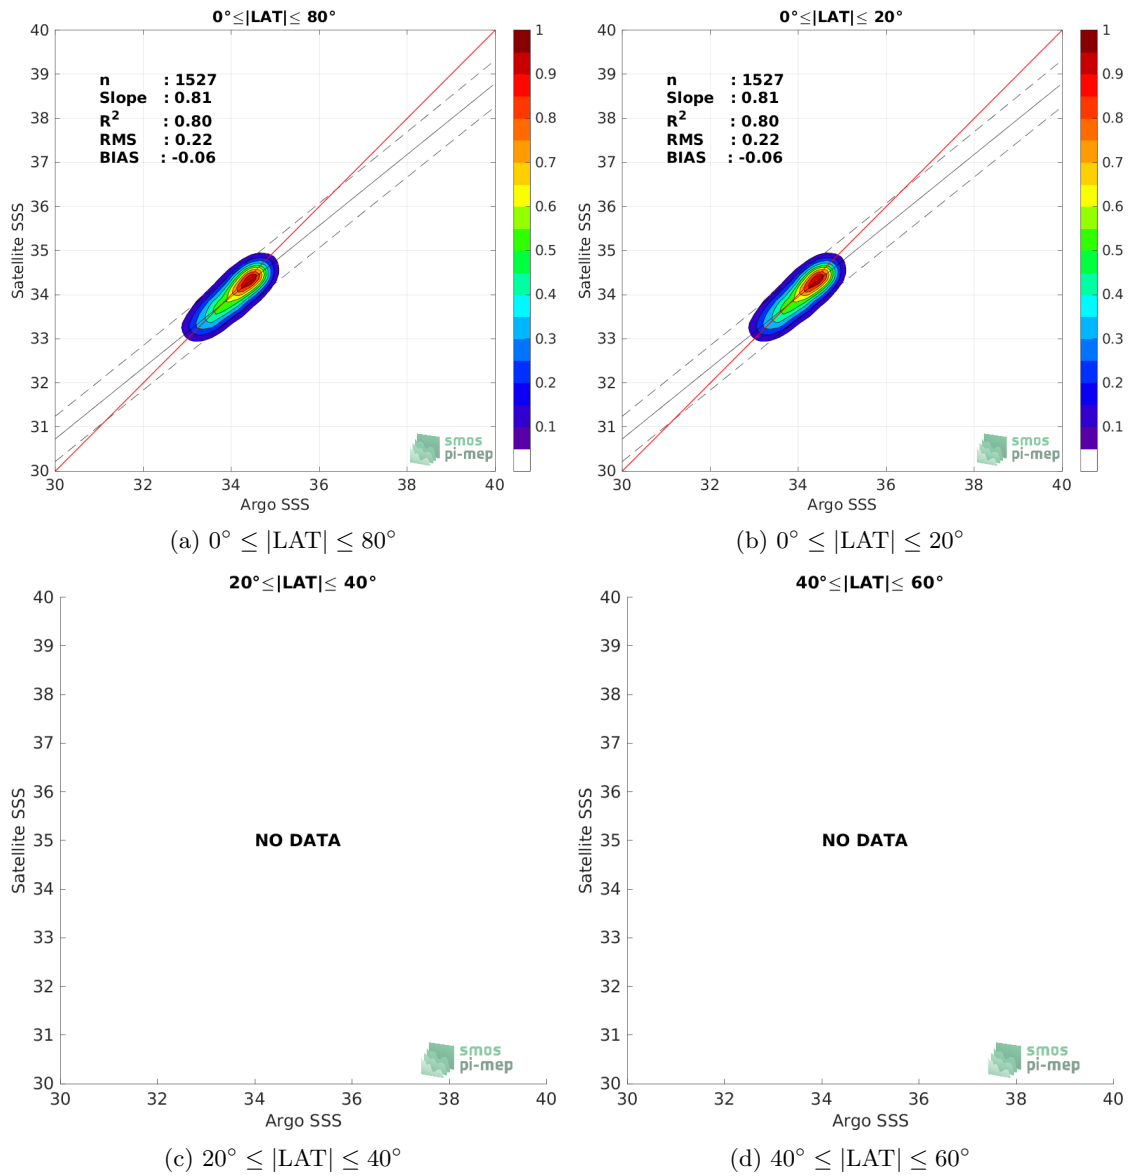 0°≤|LAT|≤ 80°
40
39
38
37
36
35
34
33
32
31
30
30 32 34 36 38 40
Satellite SSS
Argo SSS
n : 1527
Slope : 0.81
R² : 0.80
RMS : 0.22
BIAS : -0.06
1
0.9
0.8
0.7
0.6
0.5
0.4
0.3
0.2
0.1
smos
pi-mep
(a) 0° ≤ |LAT| ≤ 80°
0°≤|LAT|≤ 20°
40
39
38
37
36
35
34
33
32
31
30
30 32 34 36 38 40
Satellite SSS
Argo SSS
n : 1527
Slope : 0.81
R² : 0.80
RMS : 0.22
BIAS : -0.06
1
0.9
0.8
0.7
0.6
0.5
0.4
0.3
0.2
0.1
smos
pi-mep
(b) 0° ≤ |LAT| ≤ 20°
20°≤|LAT|≤ 40°
40
39
38
37
36
35
34
33
32
31
30
30 32 34 36 38 40
Satellite SSS
Argo SSS
NO DATA
smos
pi-mep
(c) 20° ≤ |LAT| ≤ 40°
40°≤|LAT|≤ 60°
40
39
38
37
36
35
34
33
32
31
30
30 32 34 36 38 40
Satellite SSS
Argo SSS
NO DATA
smos
pi-mep
(d) 40° ≤ |LAT| ≤ 60°